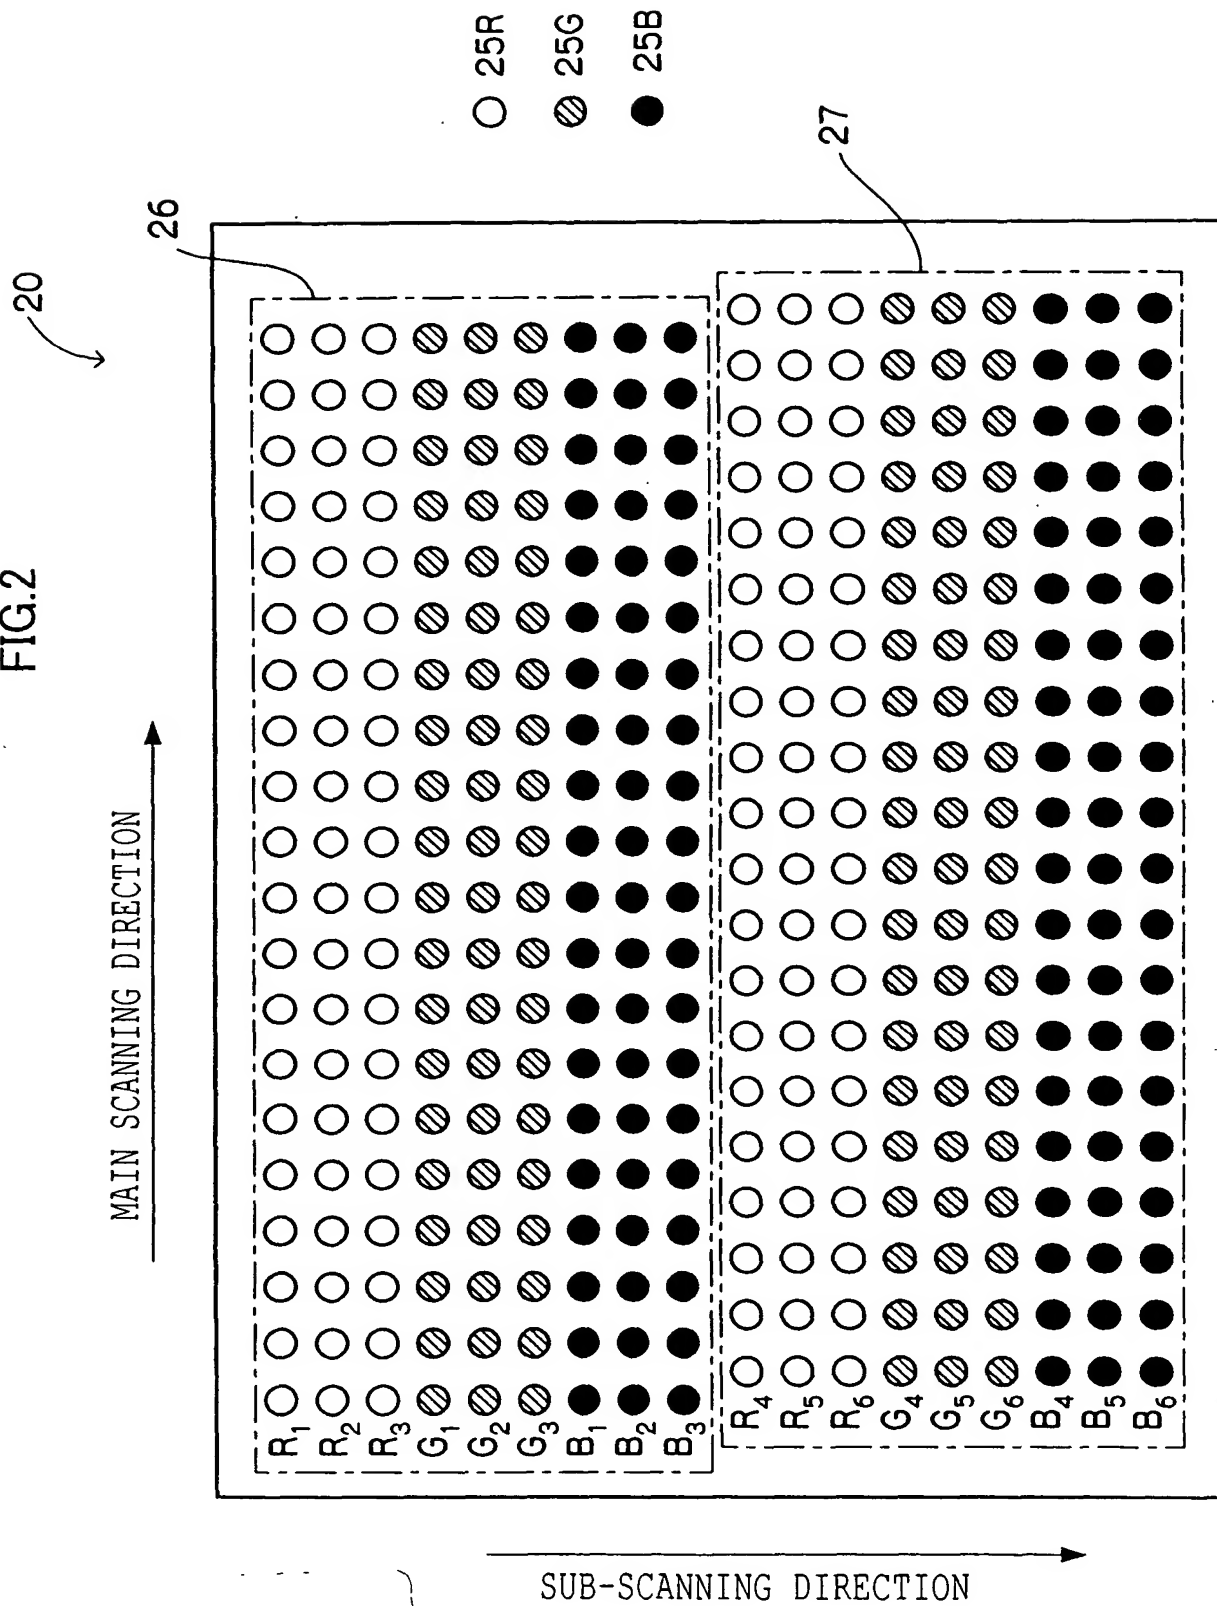 FIG.2
20
26
27
25R
25G
25B
MAIN SCANNING DIRECTION
SUB-SCANNING DIRECTION
R1
R2
R3
G1
G2
G3
B1
B2
B3
R4
R5
R6
G4
G5
G6
B4
B5
B6